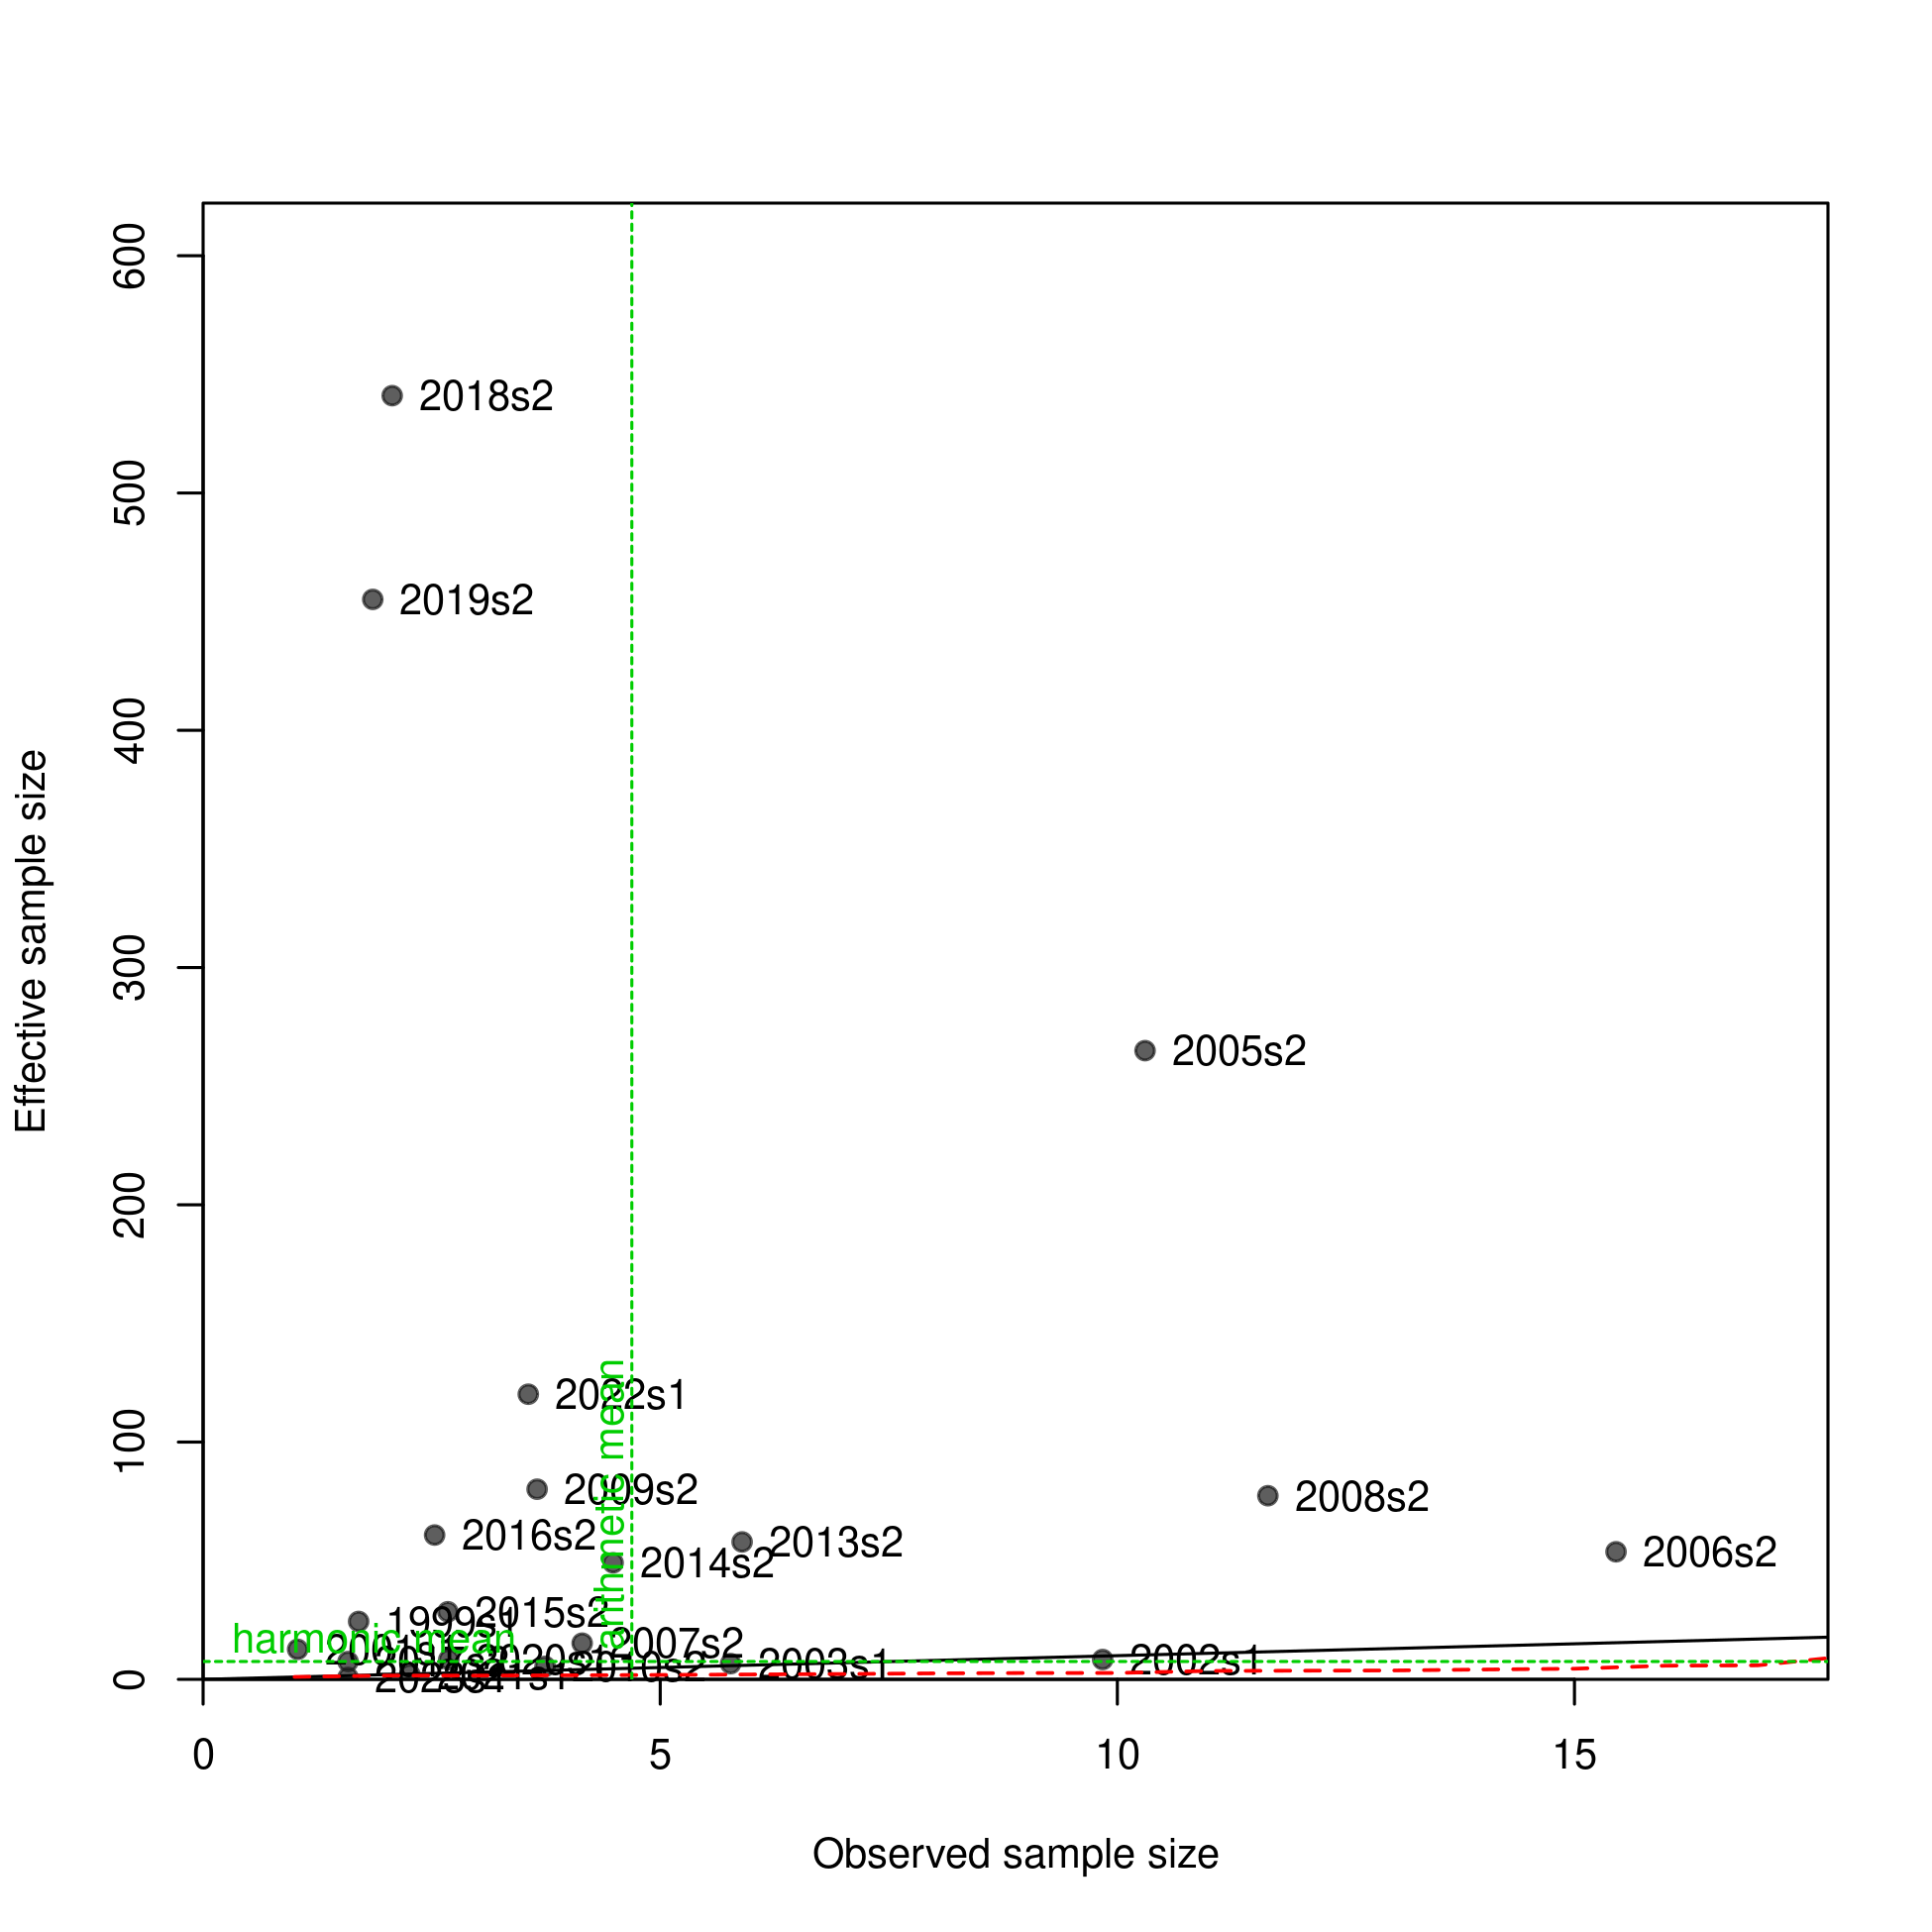 600
500
400
300
200
100
0
Effective sample size
2018s2
2019s2
2005s2
2022s1
2009s2
2008s2
2016s2
2013s2
2006s2
2014s2
2015s2
1999s1
2007s2
2003s1
2002s1
arithmetic mean
harmonic mean
0
5
10
15
Observed sample size